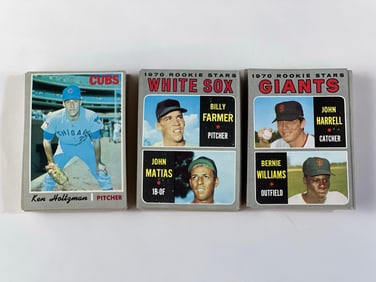 CUBS
Ken Holtzman PITCHER
1970 ROOKIE STARS
WHITE SOX
BILLY
FARMER
PITCHER
JOHN
MATIAS
1B-OF
1970 ROOKIE STARS
GIANTS
JOHN
HARRELL
CATCHER
BERNIE
WILLIAMS
OUTFIELD